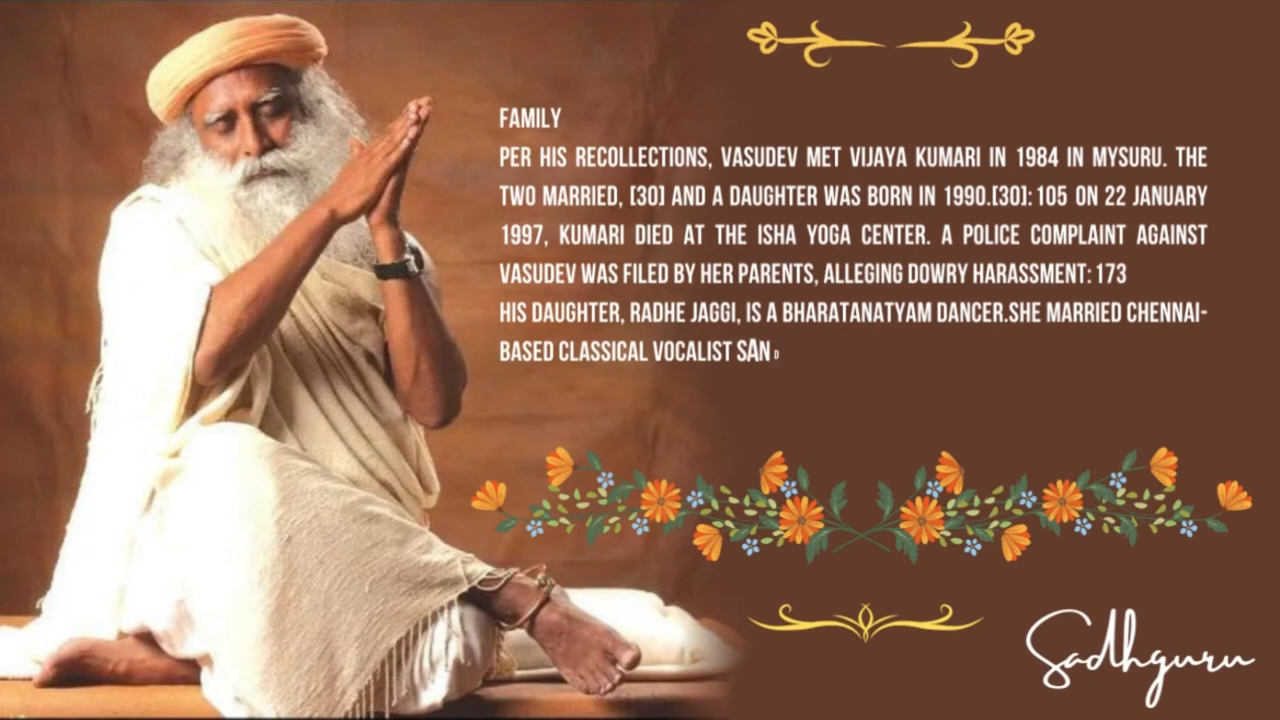 FAMILY
PER HIS RECOLLECTIONS, VASUDEV MET VIJAYA KUMARI IN 1984 IN MYSURU. THE
TWO MARRIED, [30] AND A DAUGHTER WAS BORN IN 1990.[30]: 105 ON 22 JANUARY
1997, KUMARI DIED AT THE ISHA YOGA CENTER. A POLICE COMPLAINT AGAINST
VASUDEV WAS FILED BY HER PARENTS, ALLEGING DOWRY HARASSMENT: 173
HIS DAUGHTER, RADHE JAGGI, IS A BHARATANATYAM DANCER.SHE MARRIED CHENNAI-
BASED CLASSICAL VOCALIST SAN D
Sadhguru